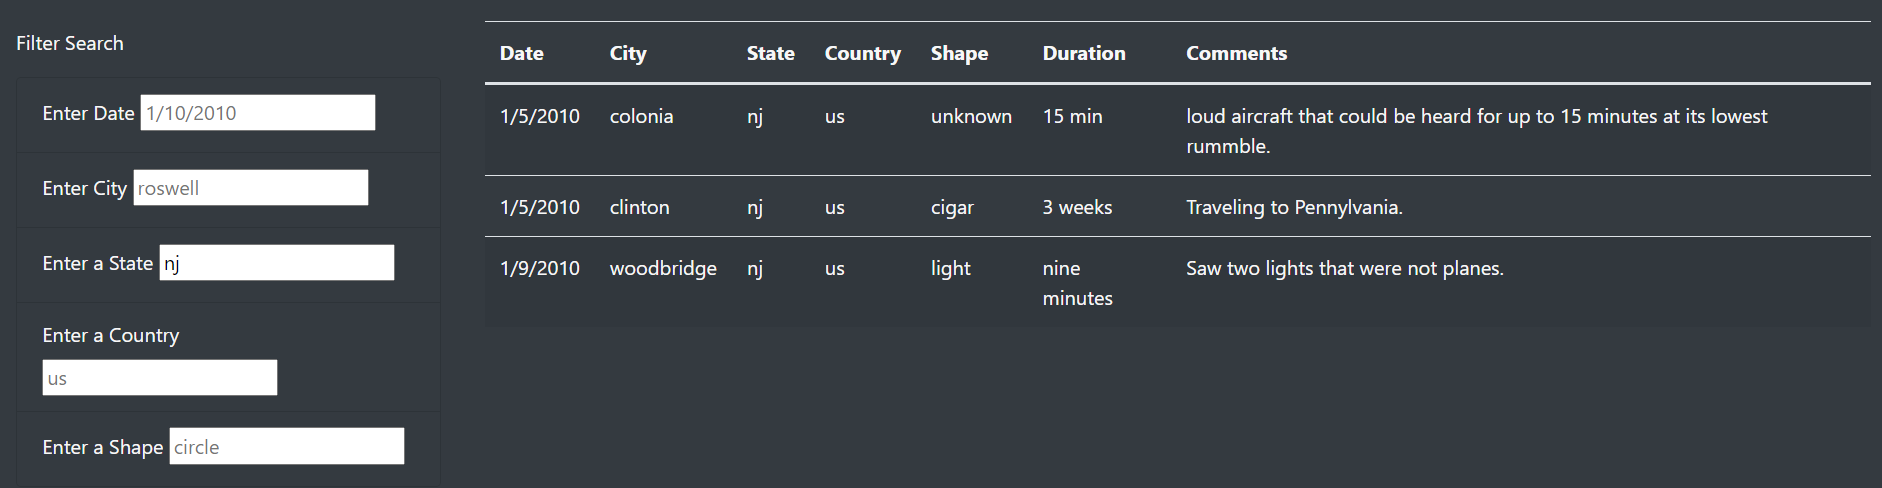 Filter Search
Enter Date 1/10/2010
Enter City roswell
Enter a State nj
Enter a Country
us
Enter a Shape circle
Date City State Country Shape Duration Comments
1/5/2010 colonia nj us unknown 15 min loud aircraft that could be heard for up to 15 minutes at its lowest
rummble.
1/5/2010 clinton nj us cigar 3 weeks Traveling to Pennylvania.
1/9/2010 woodbridge nj us light nine Saw two lights that were not planes.
minutes